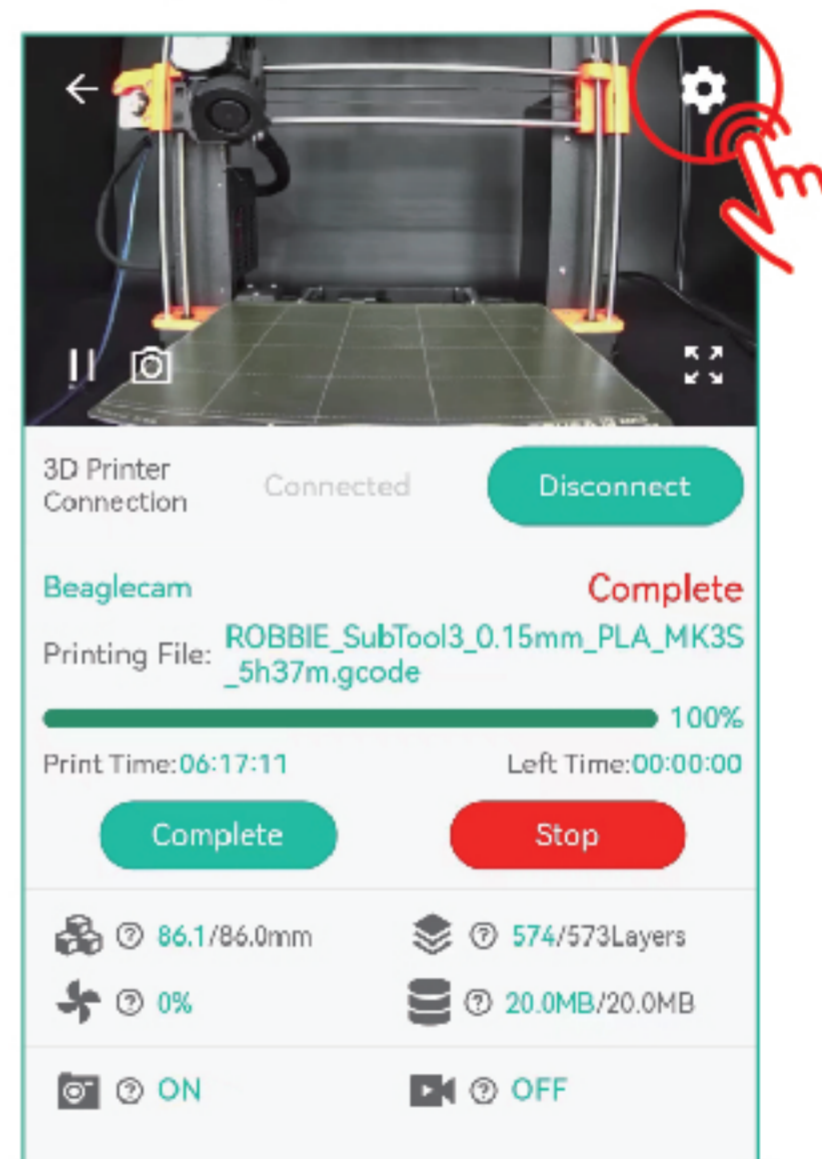 3D Printer
Connection
Connected
Disconnect
Beaglecam
Complete
Printing File:
ROBBIE_SubTool3_0.15mm_PLA_MK3S
_5h37m.gcode
100%
Print Time:06:17:11
Left Time:00:00:00
Complete
Stop
86.1/86.0mm
574/573Layers
0%
20.0MB/20.0MB
ON
OFF